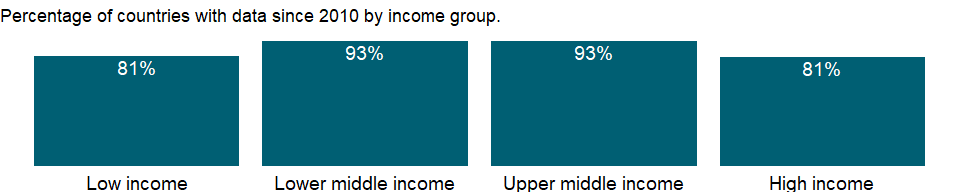 Percentage of countries with data since 2010 by income group.
81%
93%
93%
81%
Low income
Lower middle income
Upper middle income
High income